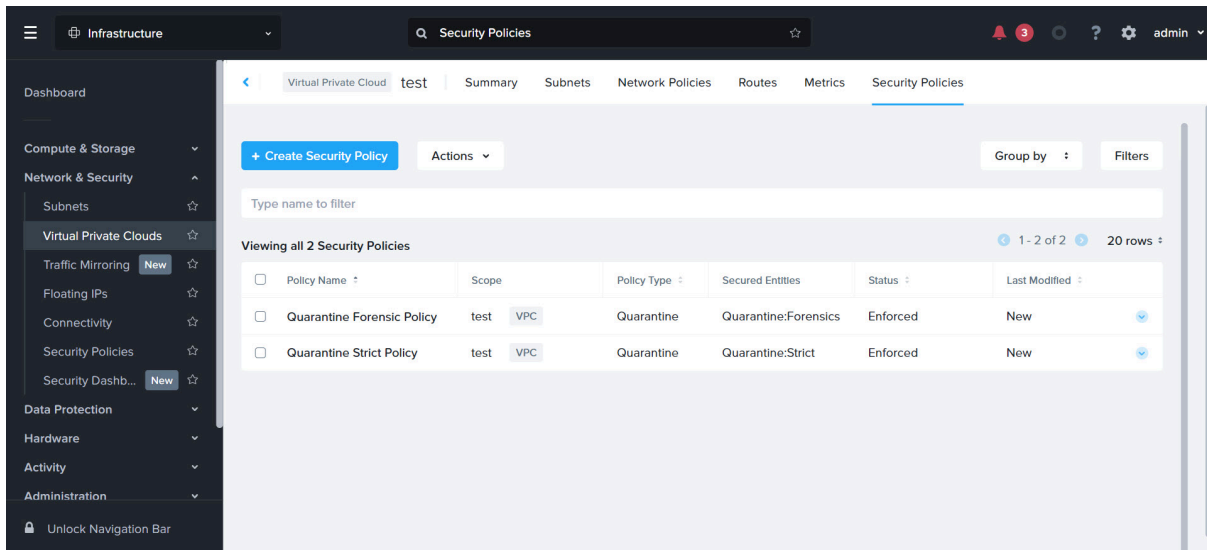 Infrastructure
Security Policies
3
?
admin
Dashboard
Compute & Storage
Network & Security
Subnets
Virtual Private Clouds
Traffic Mirroring New
Floating IPs
Connectivity
Security Policies
Security Dashb... New
Data Protection
Hardware
Activity
Administration
Unlock Navigation Bar
Virtual Private Cloud test Summary Subnets Network Policies Routes Metrics Security Policies
+ Create Security Policy Actions Group by Filters
Type name to filter
Viewing all 2 Security Policies 1 - 2 of 2 20 rows
Policy Name Scope Policy Type Secured Entities Status Last Modified
Quarantine Forensic Policy test VPC Quarantine Quarantine:Forensics Enforced New
Quarantine Strict Policy test VPC Quarantine Quarantine:Strict Enforced New